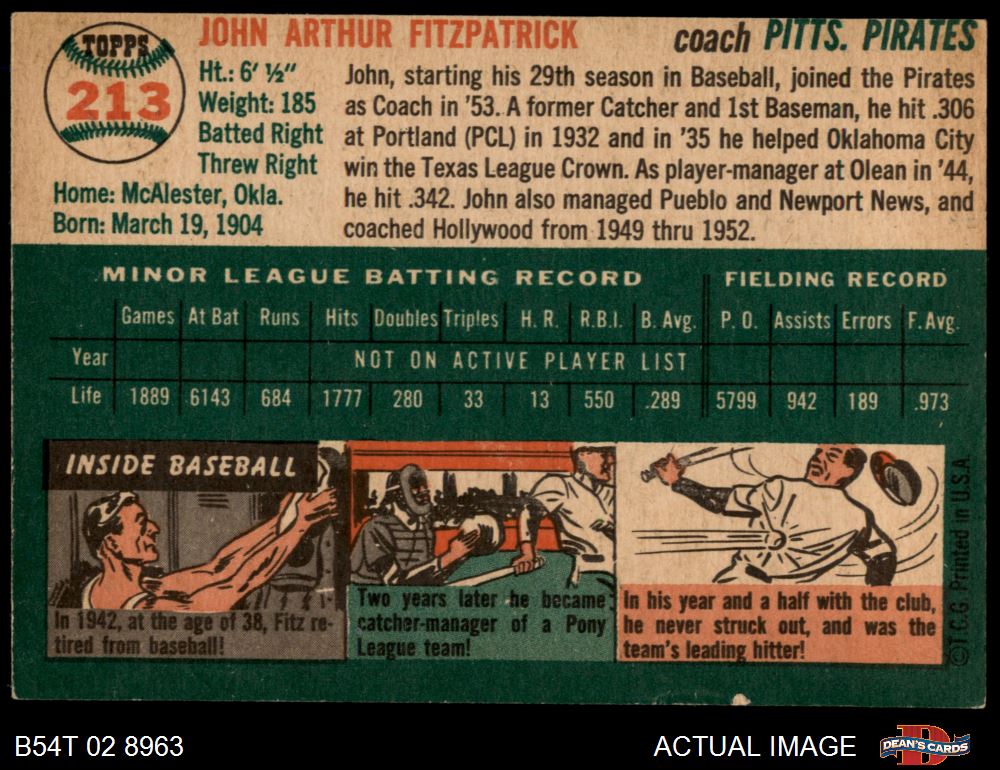 TOPPS
213
JOHN ARTHUR FITZPATRICK
coach PITTS. PIRATES
Ht.: 6' ½"
Weight: 185
Batted Right
Threw Right
Home: McAlester, Okla.
Born: March 19, 1904
John, starting his 29th season in Baseball, joined the Pirates
as Coach in '53. A former Catcher and 1st Baseman, he hit .306
at Portland (PCL) in 1932 and in '35 he helped Oklahoma City
win the Texas League Crown. As player-manager at Olean in '44,
he hit .342. John also managed Pueblo and Newport News, and
coached Hollywood from 1949 thru 1952.
MINOR LEAGUE BATTING RECORD FIELDING RECORD
Games At Bat Runs Hits Doubles Triples H. R. R.B.I. B. Avg. P. O. Assists Errors F. Avg.
Year NOT ON ACTIVE PLAYER LIST
Life 1889 6143 684 1777 280 33 13 550 .289 5799 942 189 .973
INSIDE BASEBALL
In 1942, at the age of 38, Fitz re-
tired from baseball!
Two years later he became
catcher-manager of a Pony
League team!
In his year and a half with the club,
he never struck out, and was the
team's leading hitter!
© T.C.G. Printed in U.S.A.
B54T 02 8963
ACTUAL IMAGE
D
DEAN'S CARDS